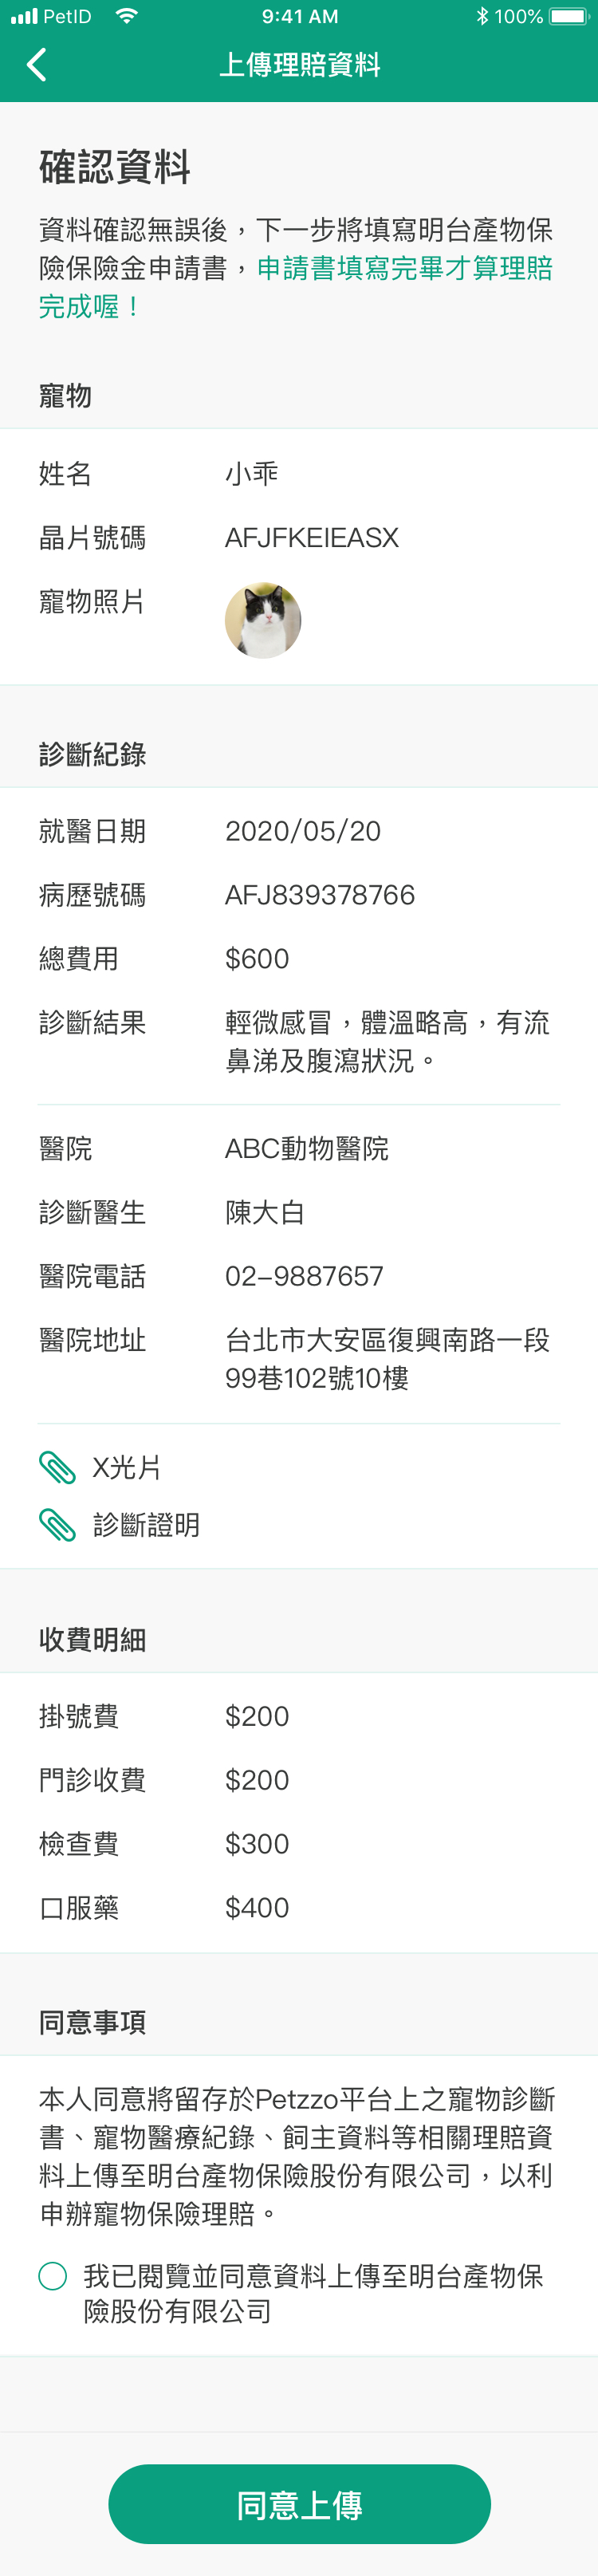 PetID 9:41 AM 100%
上傳理賠資料
確認資料
資料確認無誤後，下一步將填寫明台產物保
險保險金申請書，申請書填寫完畢才算理賠
完成喔！
寵物
姓名 小乖
晶片號碼 AFJFKEIEASX
寵物照片
診斷紀錄
就醫日期 2020/05/20
病歷號碼 AFJ839378766
總費用 $600
診斷結果 輕微感冒，體溫略高，有流
鼻涕及腹瀉狀況。
醫院 ABC動物醫院
診斷醫生 陳大白
醫院電話 02-9887657
醫院地址 台北市大安區復興南路一段
99巷102號10樓
X光片
診斷證明
收費明細
掛號費 $200
門診收費 $200
檢查費 $300
口服藥 $400
同意事項
本人同意將留存於Petzzo平台上之寵物診斷
書、寵物醫療紀錄、飼主資料等相關理賠資
料上傳至明台產物保險股份有限公司，以利
申辦寵物保險理賠。
我已閱覽並同意資料上傳至明台產物保
險股份有限公司
同意上傳